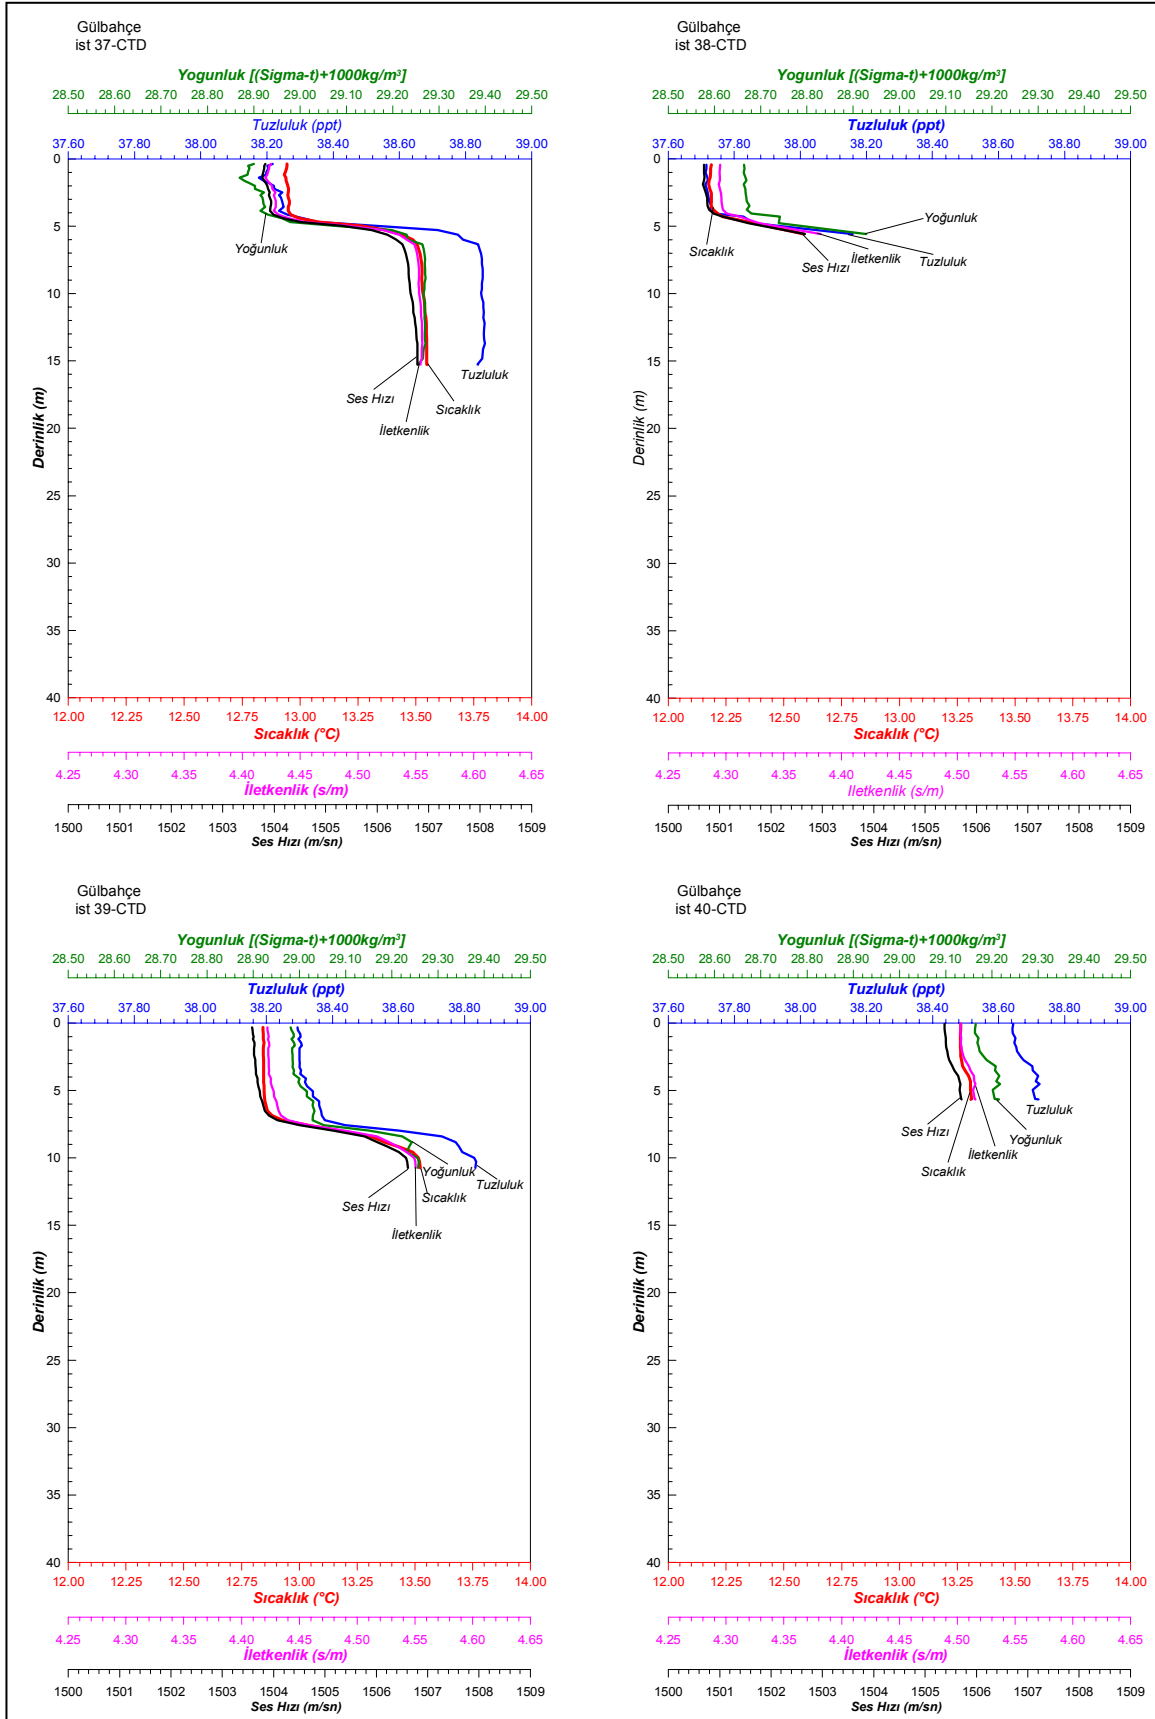 Gülbahçe
ist 37-CTD
Yogunluk [(Sigma-t)+1000kg/m³]
28.50 28.60 28.70 28.80 28.90 29.00 29.10 29.20 29.30 29.40 29.50
Tuzluluk (ppt)
37.60 37.80 38.00 38.20 38.40 38.60 38.80 39.00
0
5
10
15
20
25
30
35
40
Derinlik (m)
Yoğunluk
Ses Hızı
İletkenlik
Sıcaklık
Tuzluluk
12.00 12.25 12.50 12.75 13.00 13.25 13.50 13.75 14.00
Sıcaklık (°C)
4.25 4.30 4.35 4.40 4.45 4.50 4.55 4.60 4.65
İletkenlik (s/m)
1500 1501 1502 1503 1504 1505 1506 1507 1508 1509
Ses Hızı (m/sn)
Gülbahçe
ist 38-CTD
Yogunluk [(Sigma-t)+1000kg/m³]
28.50 28.60 28.70 28.80 28.90 29.00 29.10 29.20 29.30 29.40 29.50
Tuzluluk (ppt)
37.60 37.80 38.00 38.20 38.40 38.60 38.80 39.00
0
5
10
15
20
25
30
35
40
Derinlik (m)
Sıcaklık
Ses Hızı
İletkenlik
Tuzluluk
Yoğunluk
12.00 12.25 12.50 12.75 13.00 13.25 13.50 13.75 14.00
Sıcaklık (°C)
4.25 4.30 4.35 4.40 4.45 4.50 4.55 4.60 4.65
İletkenlik (s/m)
1500 1501 1502 1503 1504 1505 1506 1507 1508 1509
Ses Hızı (m/sn)
Gülbahçe
ist 39-CTD
Yogunluk [(Sigma-t)+1000kg/m³]
28.50 28.60 28.70 28.80 28.90 29.00 29.10 29.20 29.30 29.40 29.50
Tuzluluk (ppt)
37.60 37.80 38.00 38.20 38.40 38.60 38.80 39.00
0
5
10
15
20
25
30
35
40
Derinlik (m)
Yoğunluk
Tuzluluk
Sıcaklık
Ses Hızı
İletkenlik
12.00 12.25 12.50 12.75 13.00 13.25 13.50 13.75 14.00
Sıcaklık (°C)
4.25 4.30 4.35 4.40 4.45 4.50 4.55 4.60 4.65
İletkenlik (s/m)
1500 1501 1502 1503 1504 1505 1506 1507 1508 1509
Ses Hızı (m/sn)
Gülbahçe
ist 40-CTD
Yogunluk [(Sigma-t)+1000kg/m³]
28.50 28.60 28.70 28.80 28.90 29.00 29.10 29.20 29.30 29.40 29.50
Tuzluluk (ppt)
37.60 37.80 38.00 38.20 38.40 38.60 38.80 39.00
0
5
10
15
20
25
30
35
40
Derinlik (m)
Tuzluluk
Yoğunluk
Ses Hızı
İletkenlik
Sıcaklık
12.00 12.25 12.50 12.75 13.00 13.25 13.50 13.75 14.00
Sıcaklık (°C)
4.25 4.30 4.35 4.40 4.45 4.50 4.55 4.60 4.65
İletkenlik (s/m)
1500 1501 1502 1503 1504 1505 1506 1507 1508 1509
Ses Hızı (m/sn)